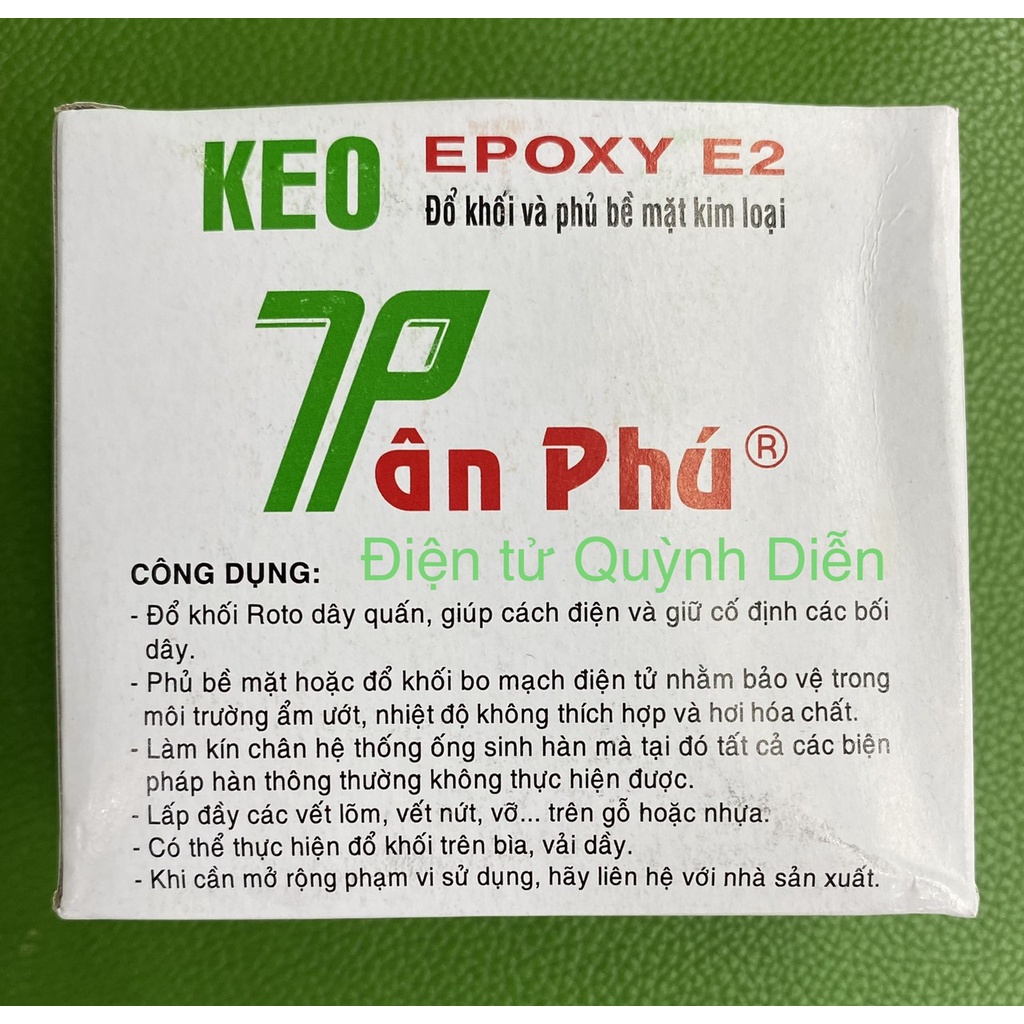 KEO EPOXY E2
Đổ khối và phủ bề mặt kim loại
Tân Phú ®
Điện tử Quỳnh Diễn
CÔNG DỤNG:
- Đổ khối Roto dây quấn, giúp cách điện và giữ cố định các bối
dây.
- Phủ bề mặt hoặc đổ khối bo mạch điện tử nhằm bảo vệ trong
môi trường ẩm ướt, nhiệt độ không thích hợp và hơi hóa chất.
- Làm kín chân hệ thống ống sinh hàn mà tại đó tất cả các biện
pháp hàn thông thường không thực hiện được.
- Lấp đầy các vết lõm, vết nứt, vỡ... trên gỗ hoặc nhựa.
- Có thể thực hiện đổ khối trên bìa, vải dầy.
- Khi cần mở rộng phạm vi sử dụng, hãy liên hệ với nhà sản xuất.